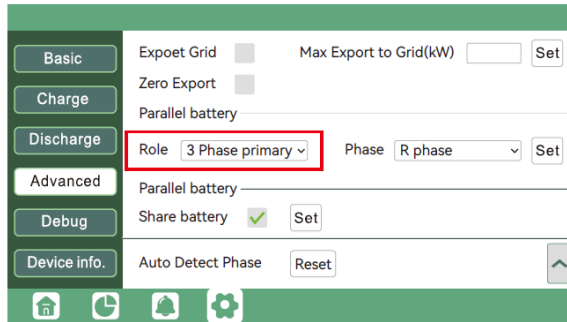 Basic
Charge
Discharge
Advanced
Debug
Device info.
Expoet Grid Max Export to Grid(kW) Set
Zero Export
Parallel battery
Role 3 Phase primary Phase R phase Set
Parallel battery
Share battery Set
Auto Detect Phase Reset